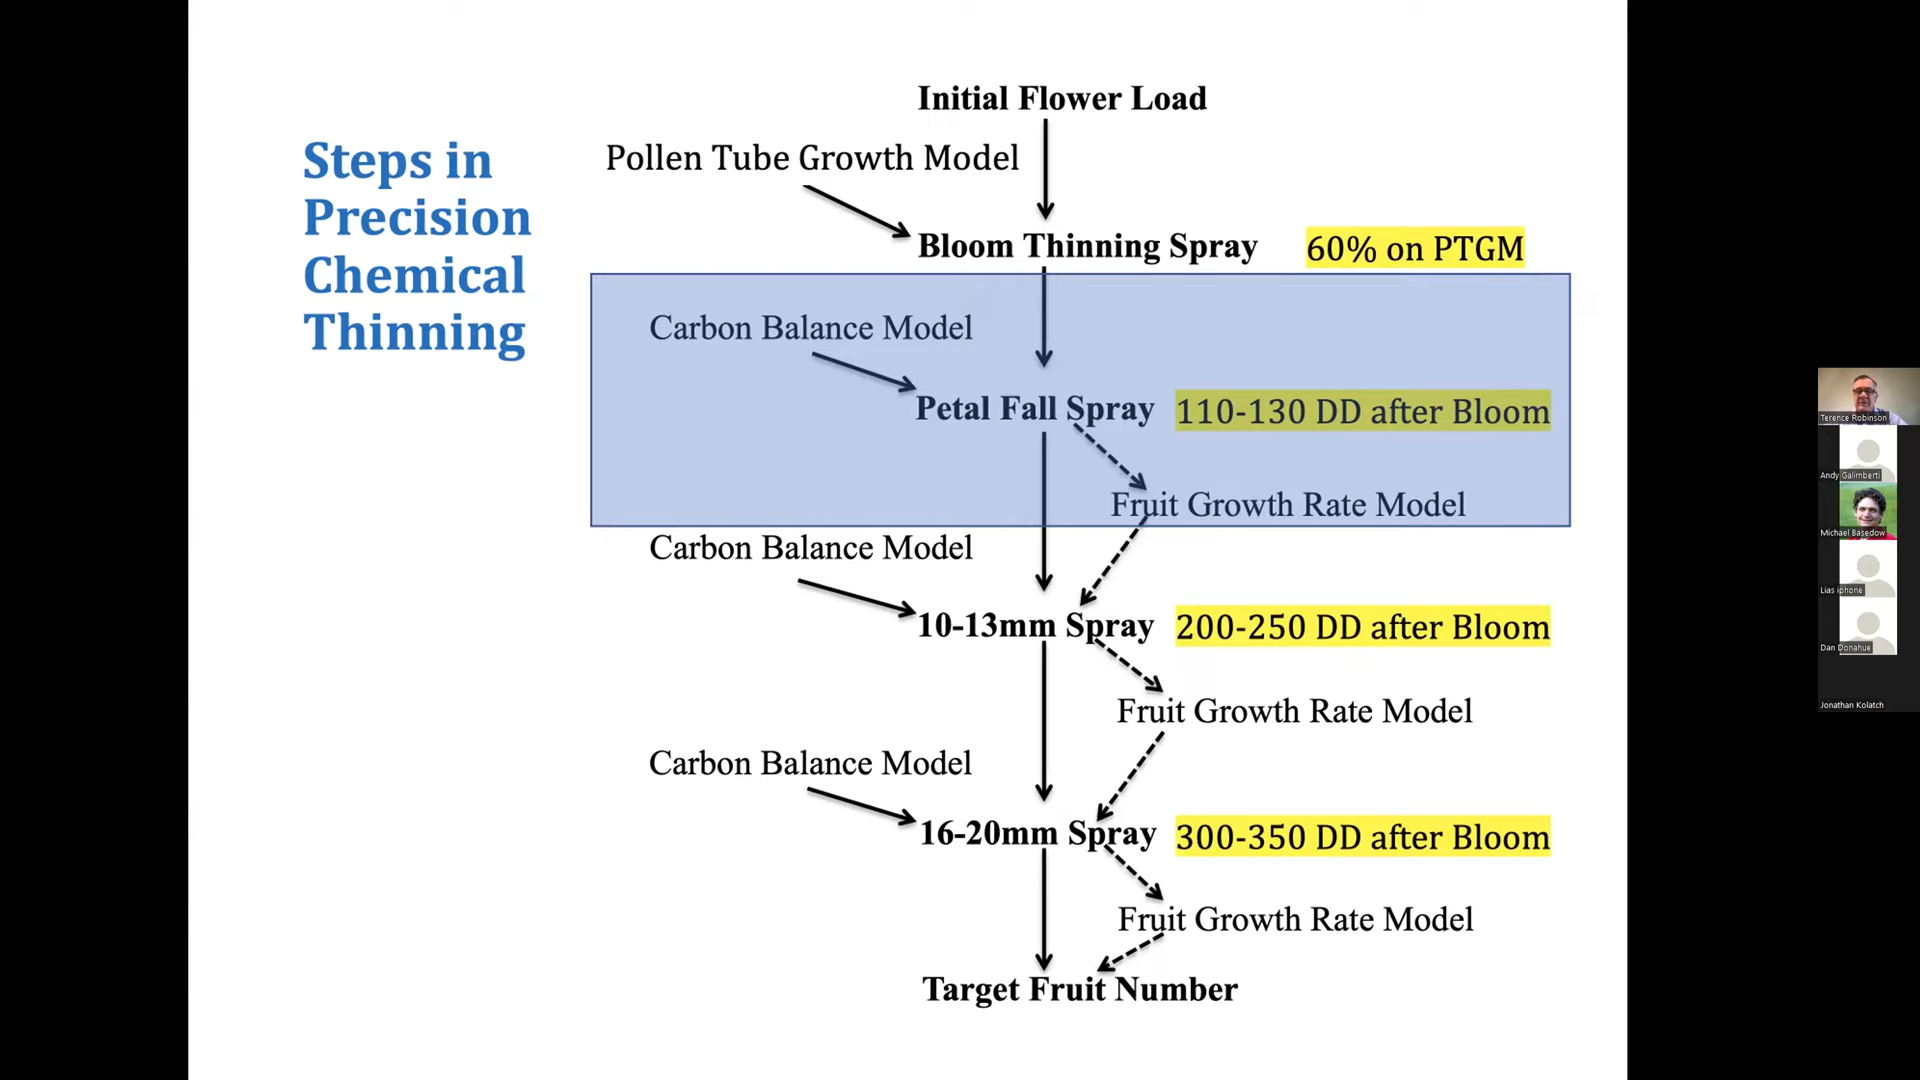 Steps in
Precision
Chemical
Thinning
Initial Flower Load
Pollen Tube Growth Model
Bloom Thinning Spray
60% on PTGM
Carbon Balance Model
Petal Fall Spray
110-130 DD after Bloom
Fruit Growth Rate Model
Carbon Balance Model
10-13mm Spray
200-250 DD after Bloom
Fruit Growth Rate Model
Carbon Balance Model
16-20mm Spray
300-350 DD after Bloom
Fruit Growth Rate Model
Target Fruit Number
Terence Robinson
Andy Galimberti
Michael Basedow
Lias iphone
Dan Donahue
Jonathan Kolatch